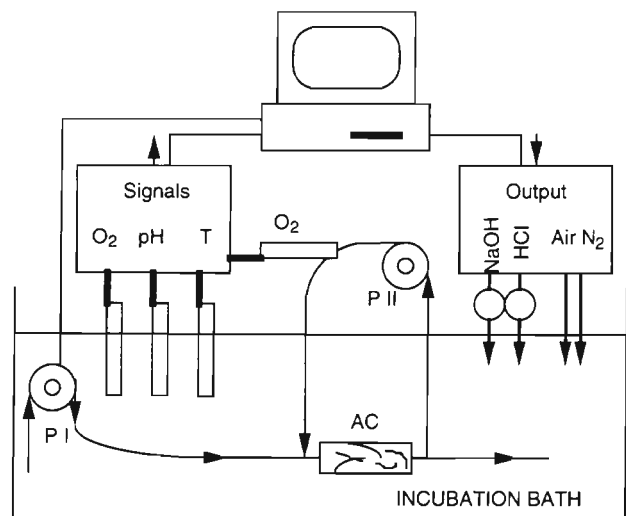 Signals
O2 pH T
O2
Output
NaOH
HCl
Air N2
P II
P I
AC
INCUBATION BATH